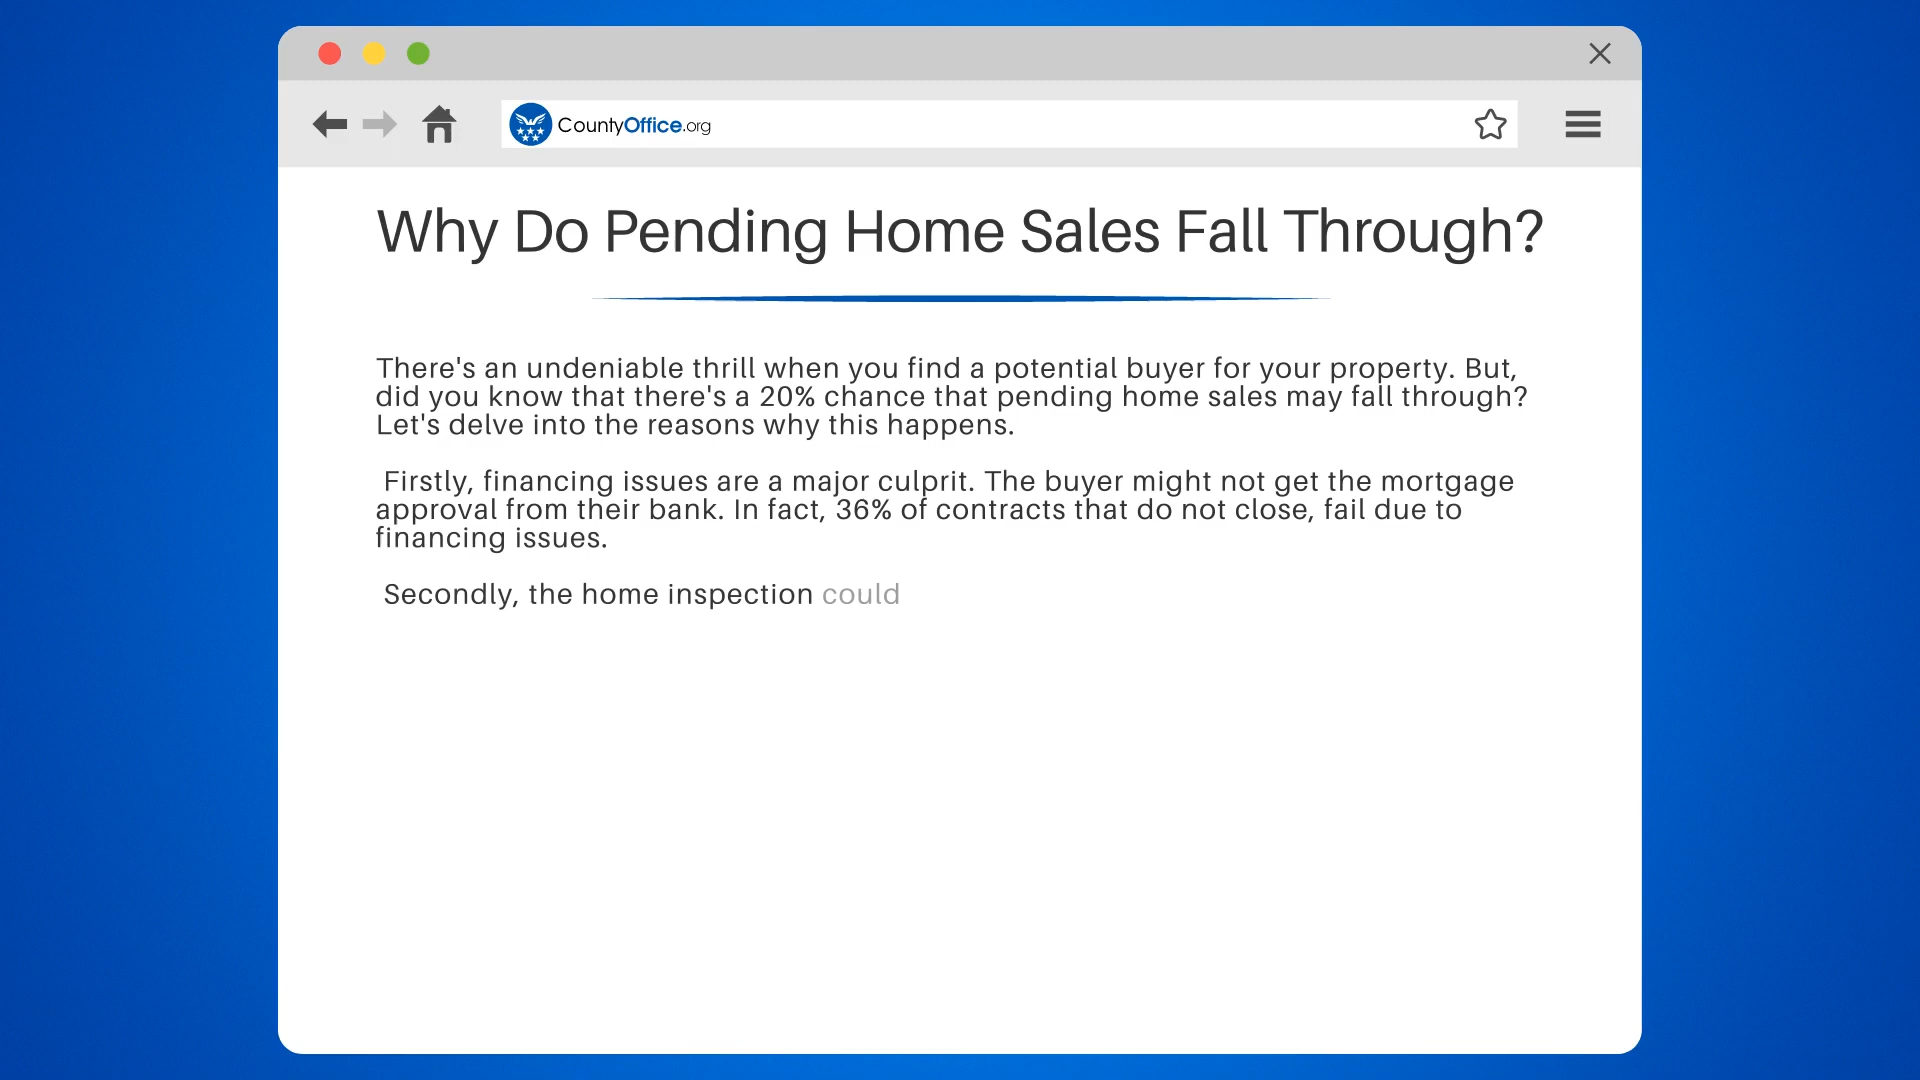 CountyOffice.org
Why Do Pending Home Sales Fall Through?
There's an undeniable thrill when you find a potential buyer for your property. But,
did you know that there's a 20% chance that pending home sales may fall through?
Let's delve into the reasons why this happens.
Firstly, financing issues are a major culprit. The buyer might not get the mortgage
approval from their bank. In fact, 36% of contracts that do not close, fail due to
financing issues.
Secondly, the home inspection could